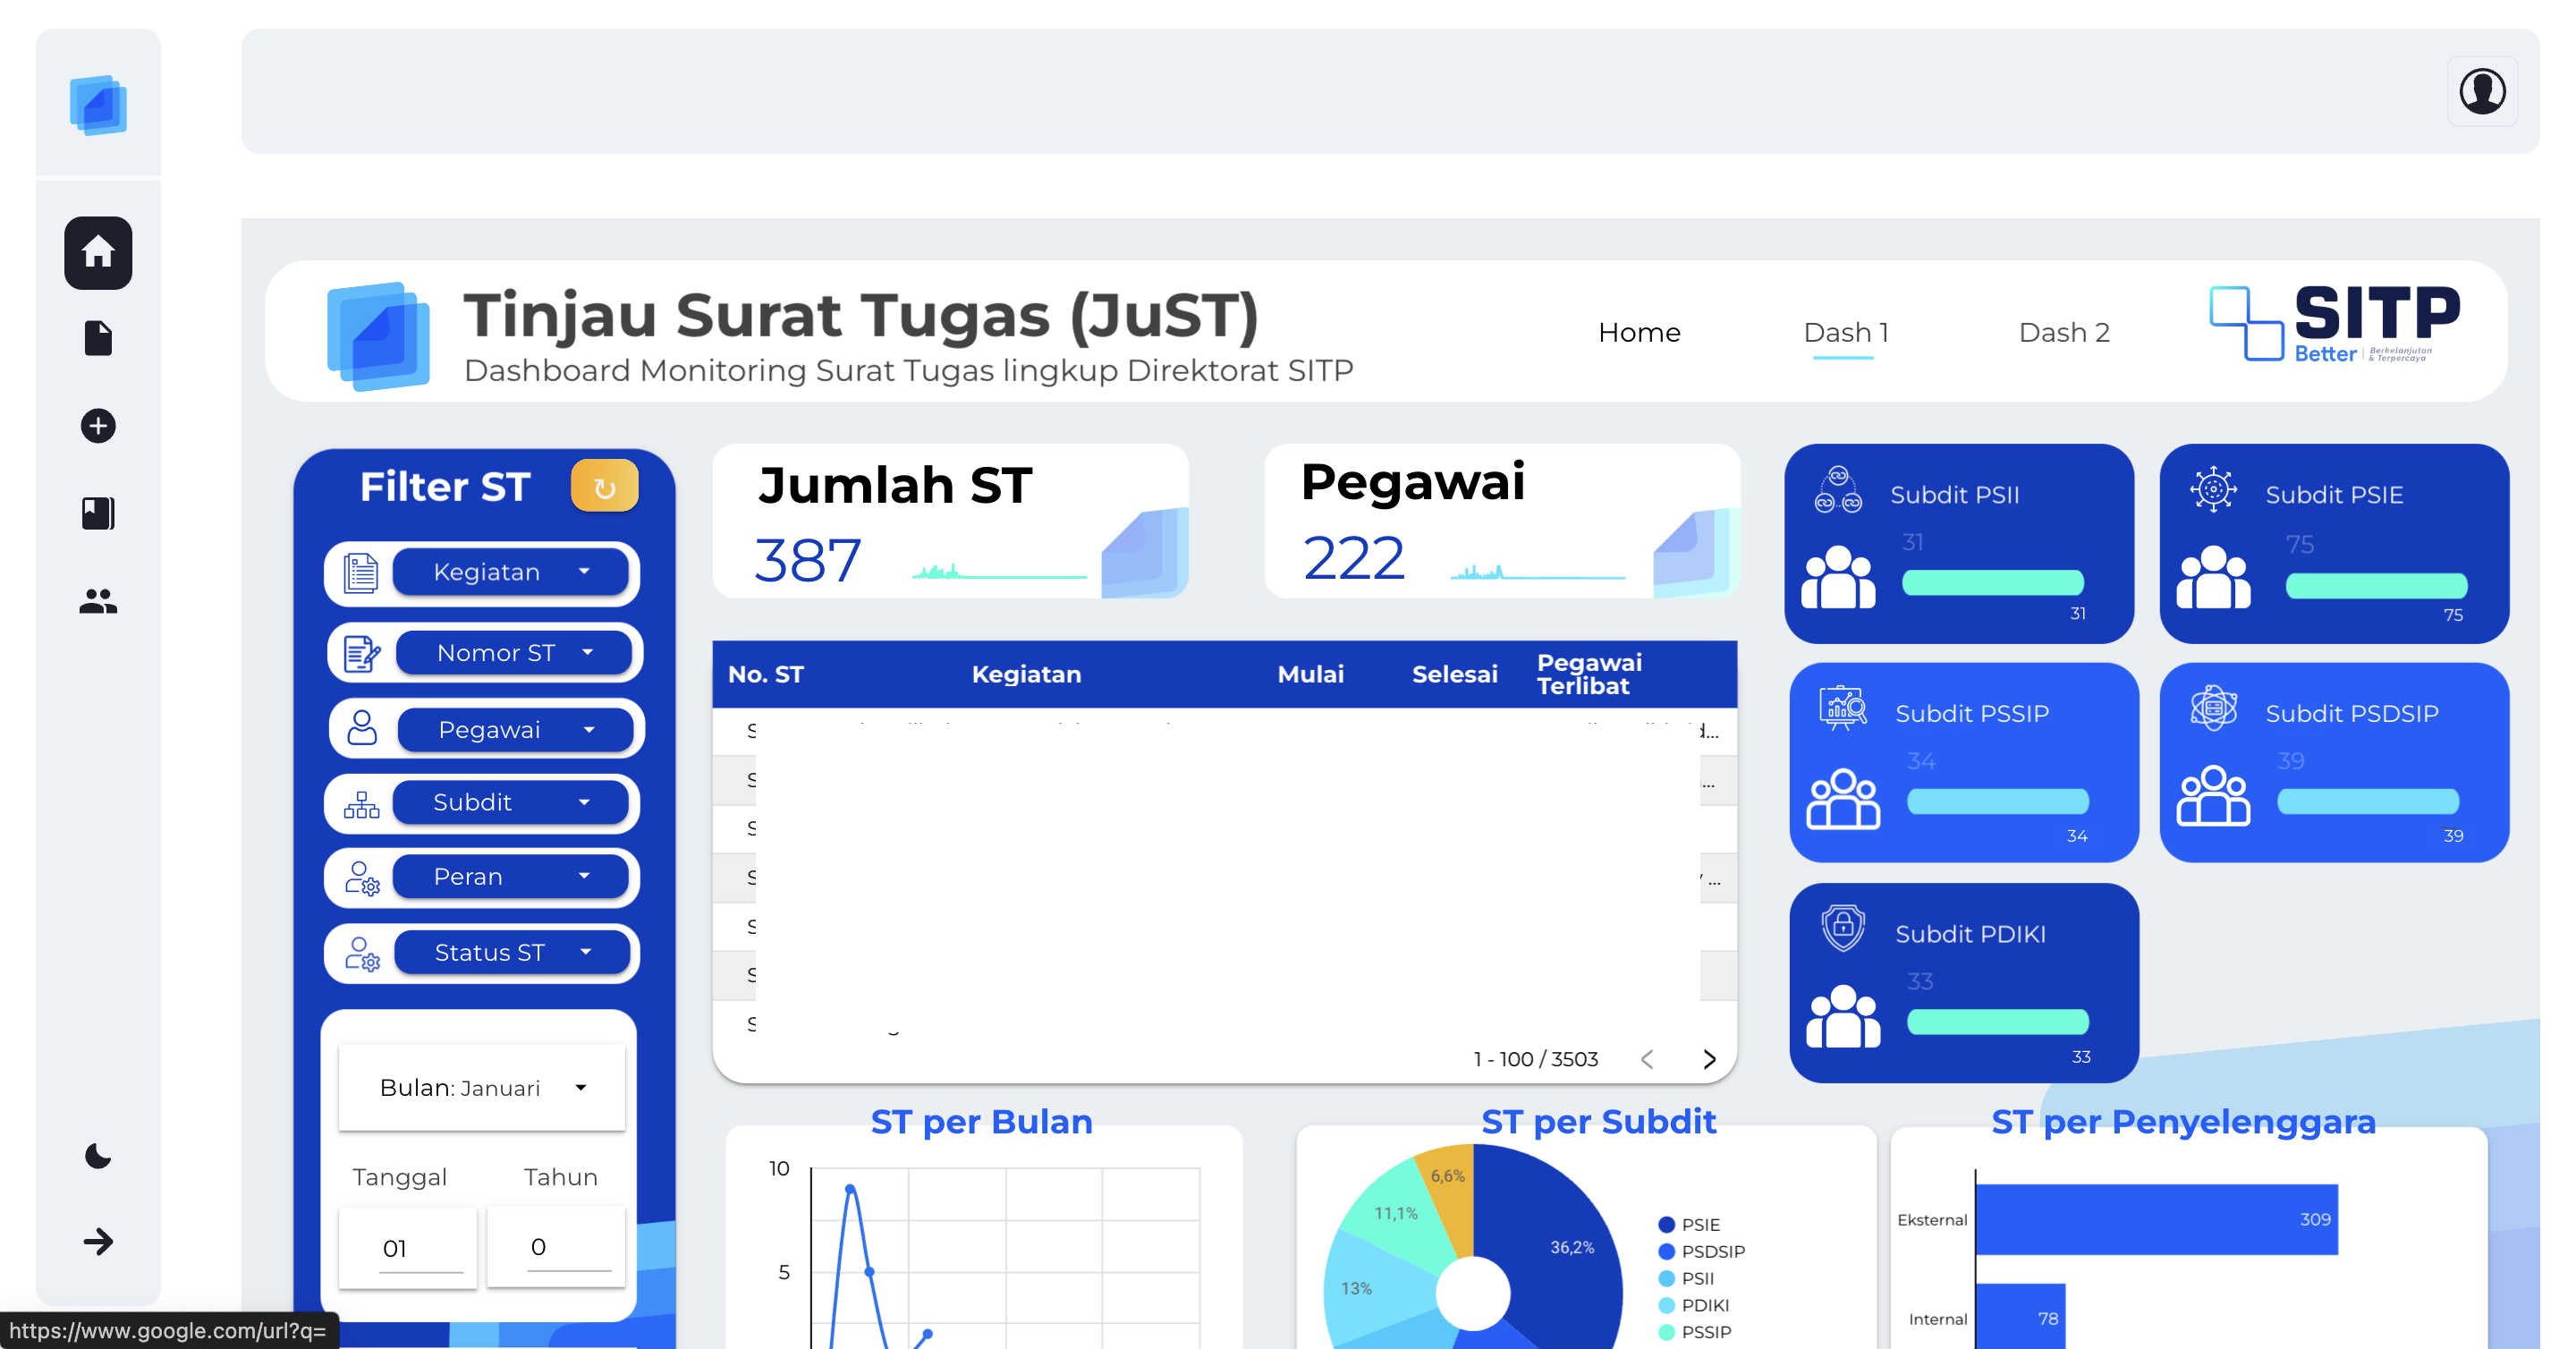 Tinjau Surat Tugas (JuST)
Dashboard Monitoring Surat Tugas lingkup Direktorat SITP
Home
Dash 1
Dash 2
SITP
Better | Berkelanjutan
& Terpercaya
Filter ST
Kegiatan
Nomor ST
Pegawai
Subdit
Peran
Status ST
Bulan: Januari
Tanggal
Tahun
01
0
Jumlah ST
387
Pegawai
222
No. ST
Kegiatan
Mulai
Selesai
Pegawai
Terlibat
1 - 100 / 3503
Subdit PSII
31
31
Subdit PSIE
75
75
Subdit PSSIP
34
34
Subdit PSDSIP
39
39
Subdit PDIKI
33
33
ST per Bulan
10
5
ST per Subdit
6,6%
11,1%
13%
36,2%
PSIE
PSDSIP
PSII
PDIKI
PSSIP
ST per Penyelenggara
Eksternal
309
Internal
78
https://www.google.com/url?q=